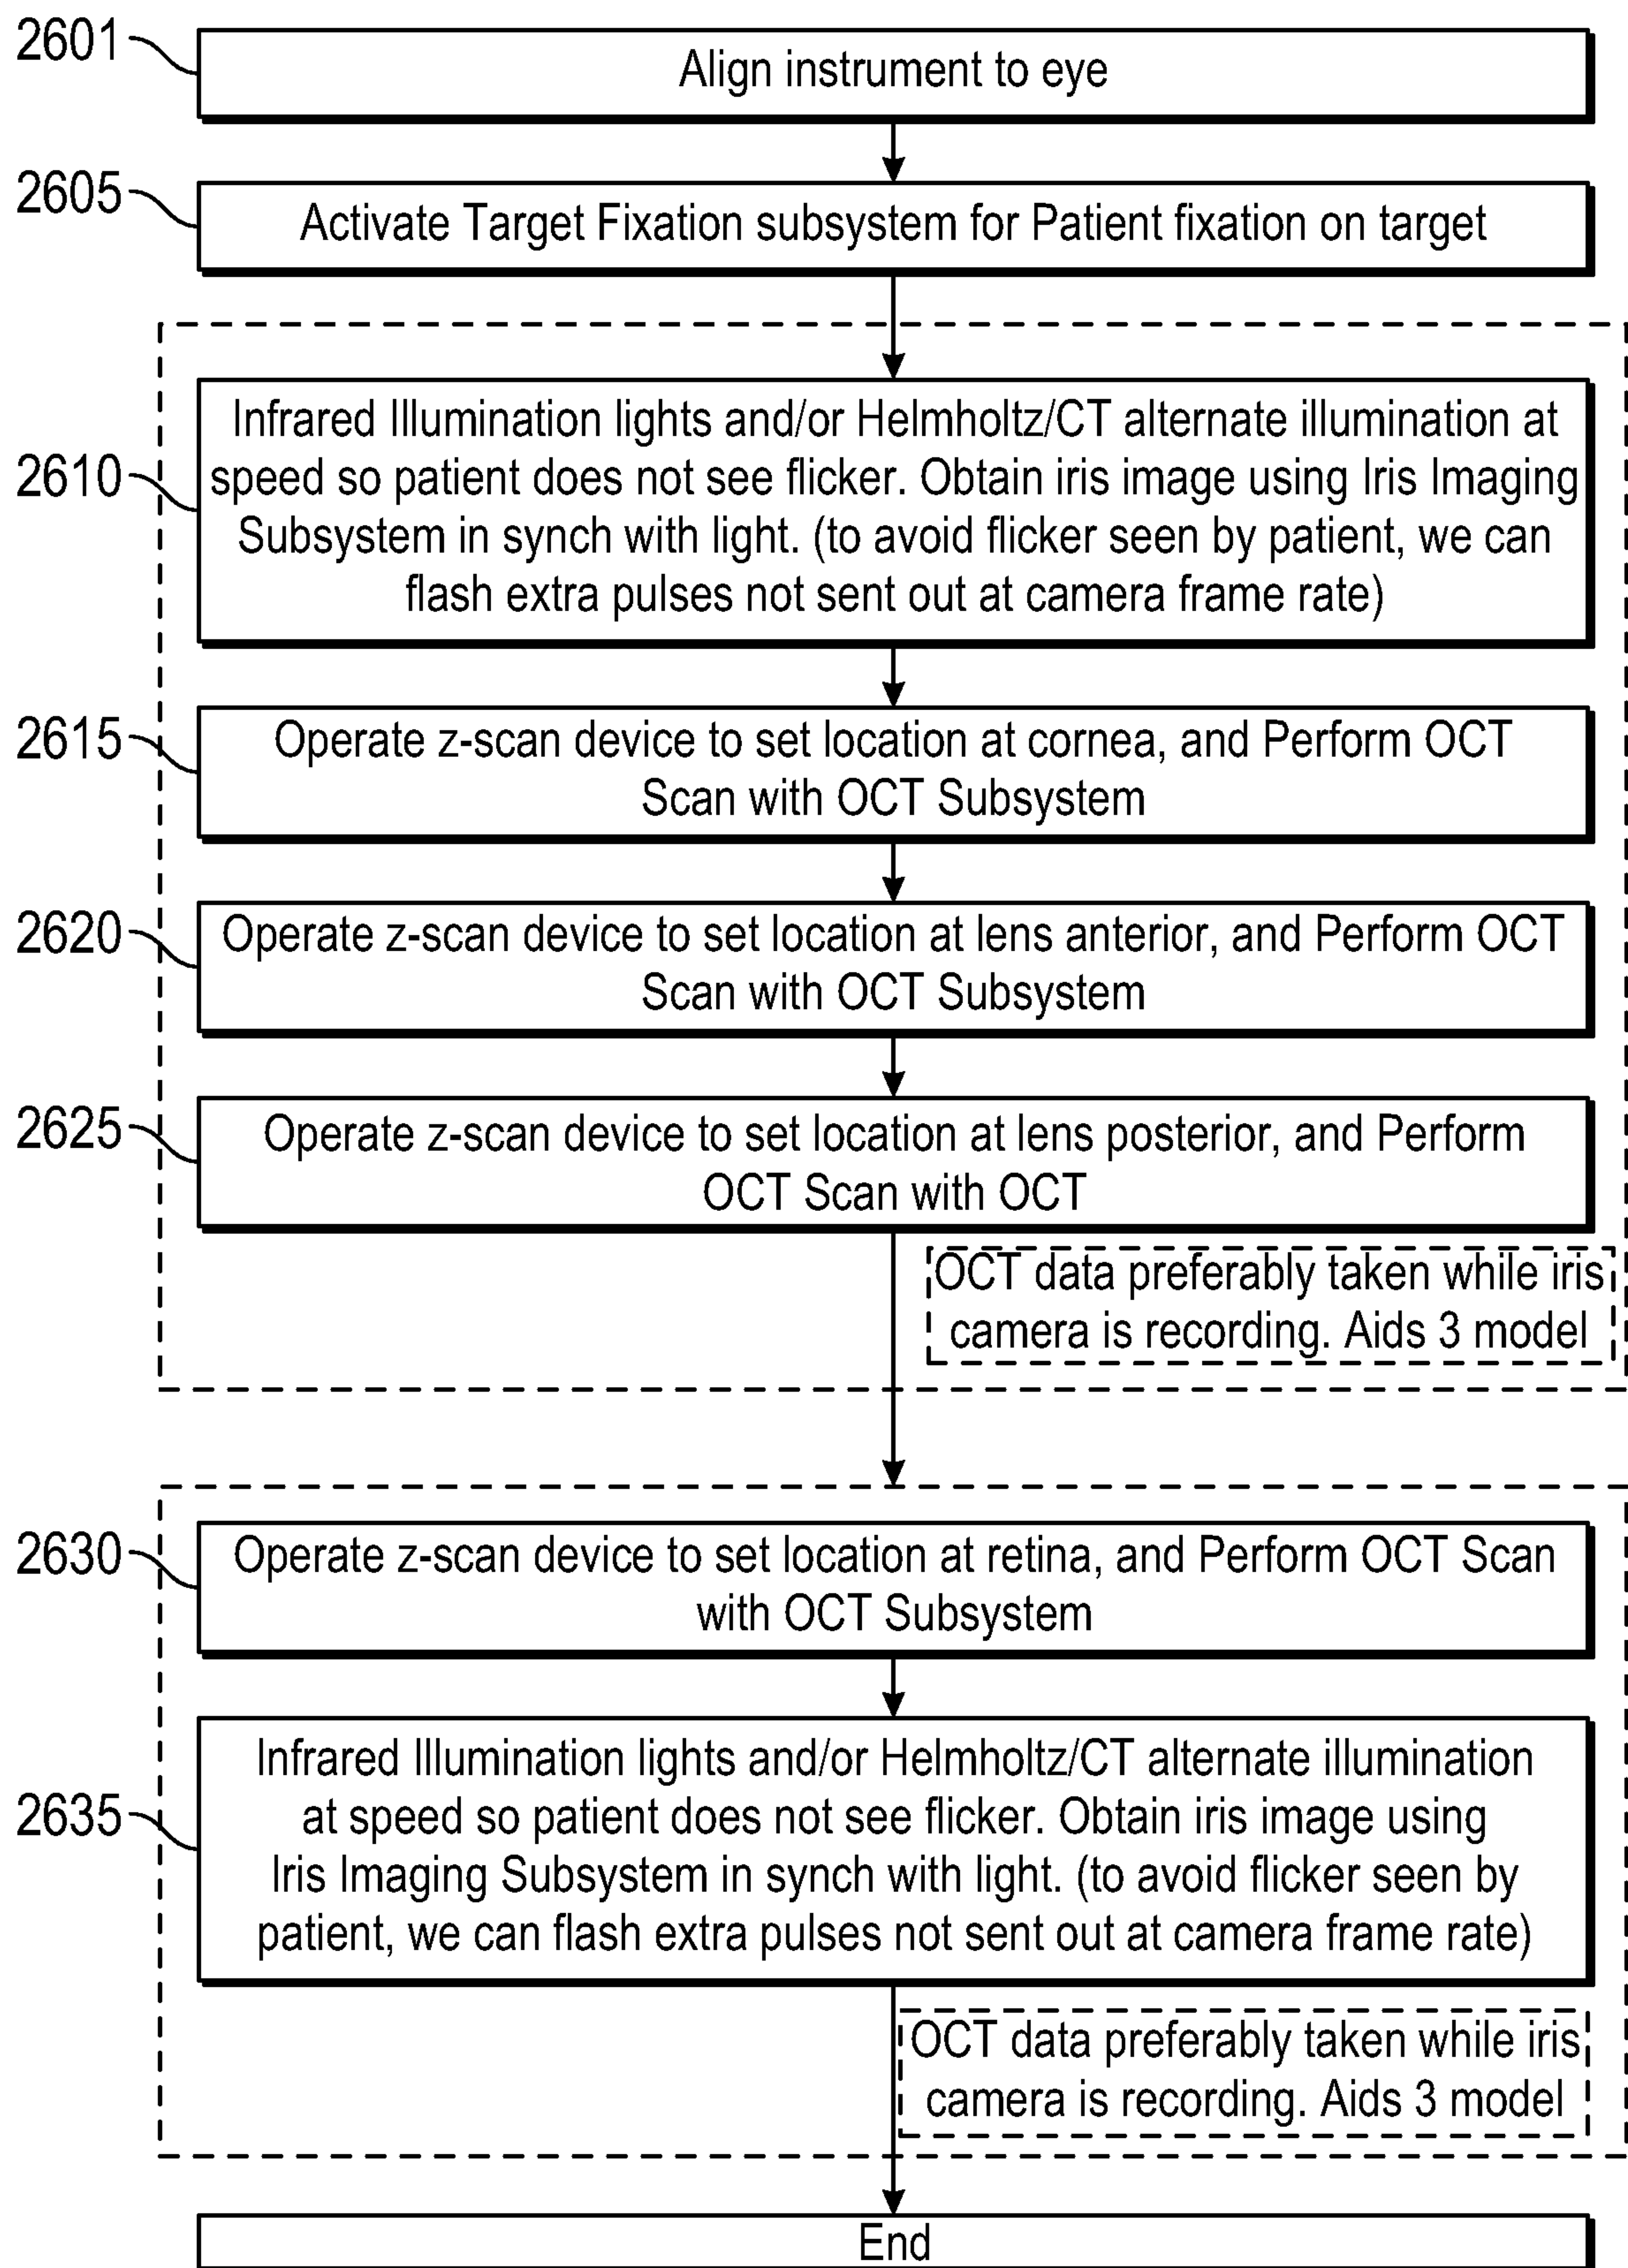 2601
Align instrument to eye
2605
Activate Target Fixation subsystem for Patient fixation on target
2610
Infrared Illumination lights and/or Helmholtz/CT alternate illumination at
speed so patient does not see flicker. Obtain iris image using Iris Imaging
Subsystem in synch with light. (to avoid flicker seen by patient, we can
flash extra pulses not sent out at camera frame rate)
2615
Operate z-scan device to set location at cornea, and Perform OCT
Scan with OCT Subsystem
2620
Operate z-scan device to set location at lens anterior, and Perform OCT
Scan with OCT Subsystem
2625
Operate z-scan device to set location at lens posterior, and Perform
OCT Scan with OCT
OCT data preferably taken while iris
camera is recording. Aids 3 model
2630
Operate z-scan device to set location at retina, and Perform OCT Scan
with OCT Subsystem
2635
Infrared Illumination lights and/or Helmholtz/CT alternate illumination
at speed so patient does not see flicker. Obtain iris image using
Iris Imaging Subsystem in synch with light. (to avoid flicker seen by
patient, we can flash extra pulses not sent out at camera frame rate)
OCT data preferably taken while iris
camera is recording. Aids 3 model
End